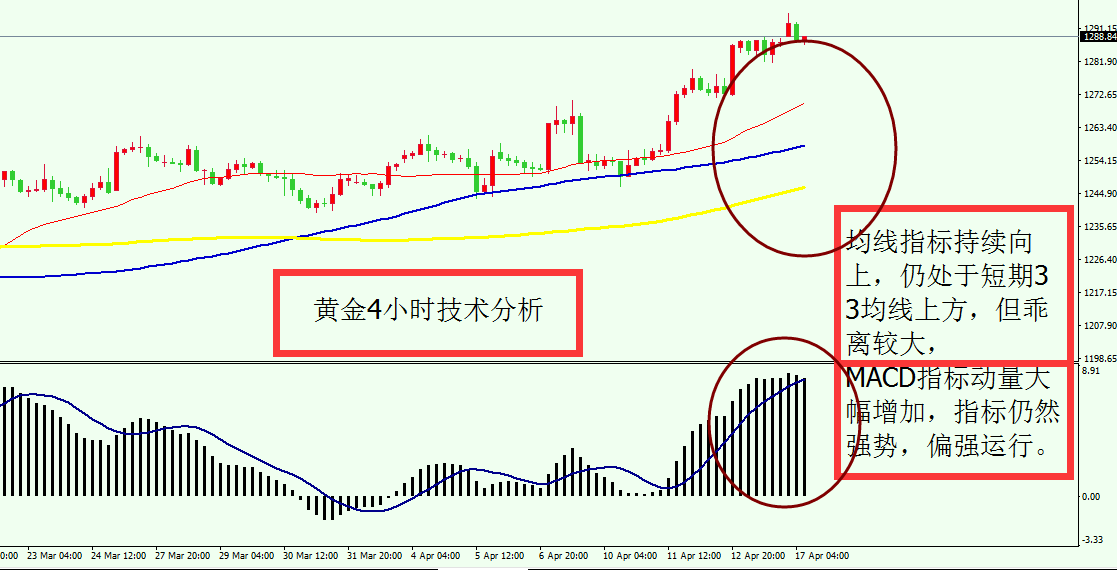 1291.15
1288.84
1281.90
1272.65
1263.40
1254.15
1244.90
1235.65
1226.40
1217.15
1207.90
1198.65
黄金4小时技术分析
均线指标持续向
上，仍处于短期3
3均线上方，但乖
离较大，
MACD指标动量大
幅增加，指标仍然
强势，偏强运行。
8.91
0.00
-3.33
0:00
23 Mar 04:00
24 Mar 12:00
27 Mar 20:00
29 Mar 04:00
30 Mar 12:00
31 Mar 20:00
4 Apr 04:00
5 Apr 12:00
6 Apr 20:00
10 Apr 04:00
11 Apr 12:00
12 Apr 20:00
17 Apr 04:00